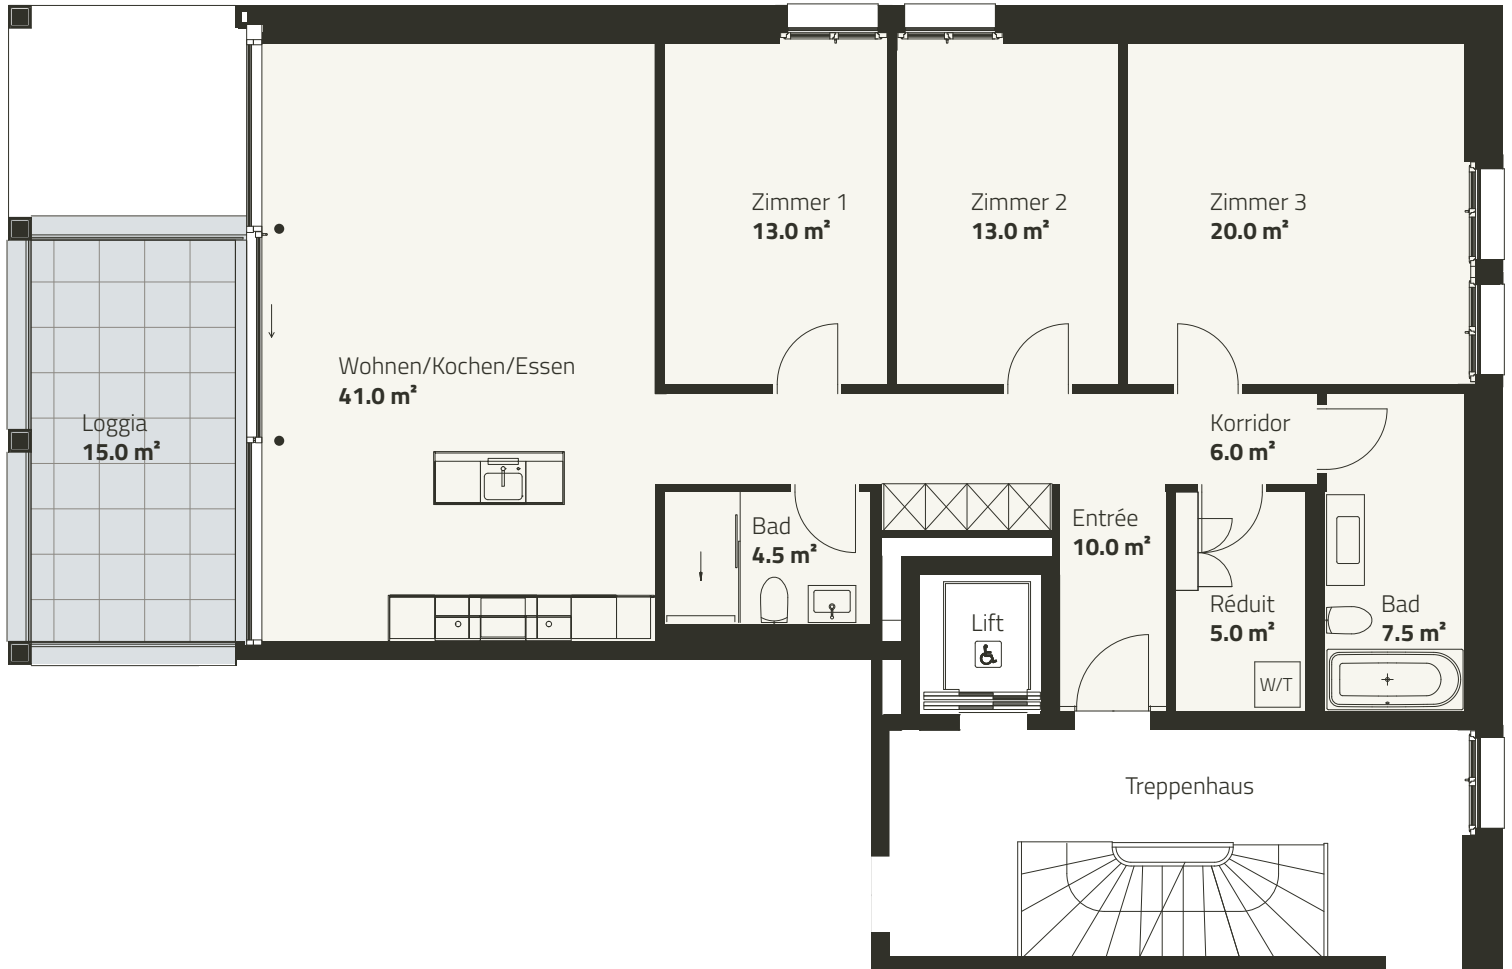 Zimmer 1
13.0 m²
Zimmer 2
13.0 m²
Zimmer 3
20.0 m²
Wohnen/Kochen/Essen
41.0 m²
Loggia
15.0 m²
Korridor
6.0 m²
Bad
4.5 m²
Entrée
10.0 m²
Lift
Réduit
5.0 m²
Bad
7.5 m²
W/T
Treppenhaus